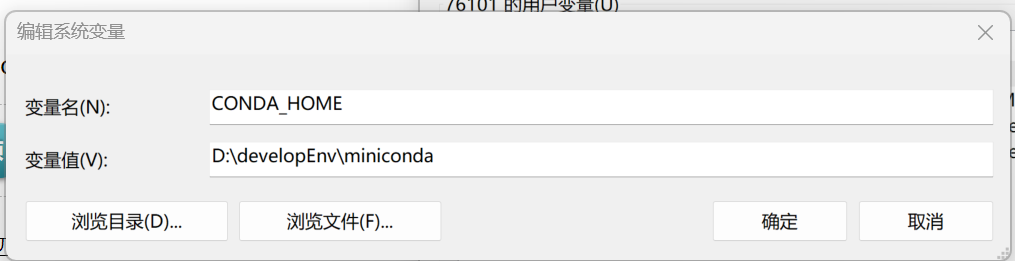 76101 的用户变量(U)
编辑系统变量
变量名(N):
CONDA_HOME
变量值(V):
D:\developEnv\miniconda
浏览目录(D)...
浏览文件(F)...
确定
取消